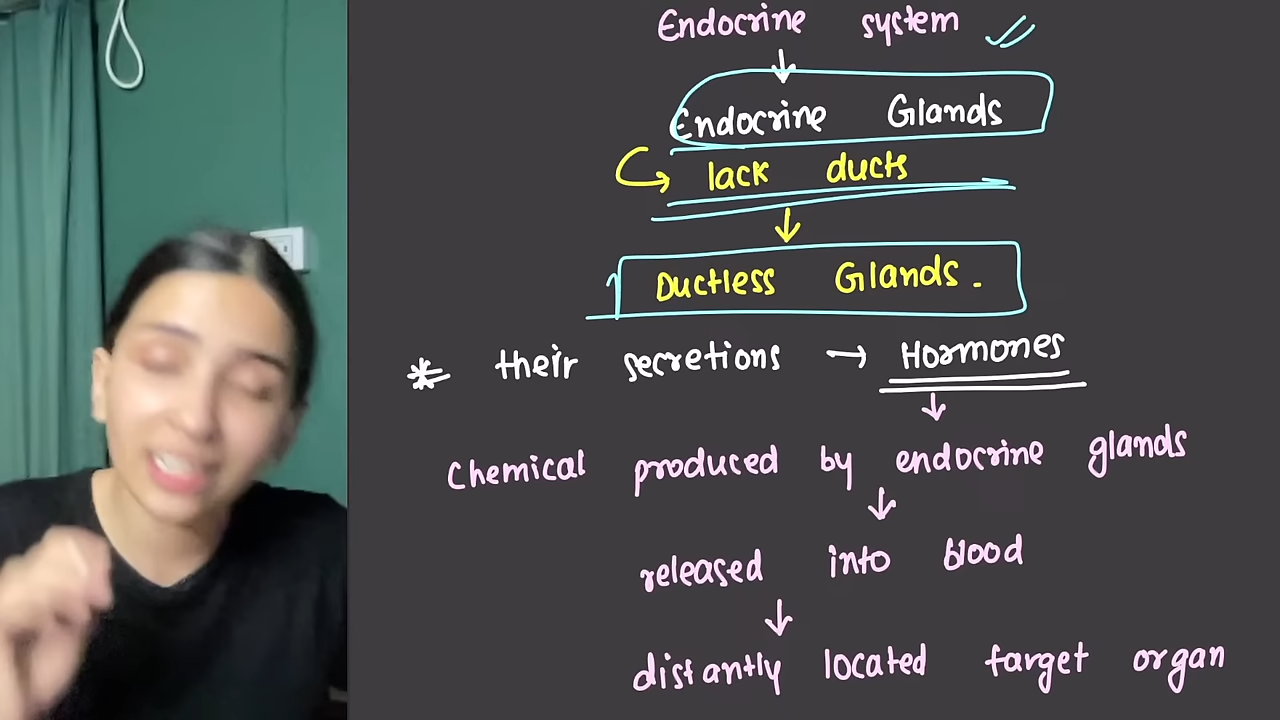 Endocrine system
Endocrine Glands
lack ducts
Ductless Glands.
* their secretions → Hormones
Chemical produced by endocrine glands
released into blood
distantly located target organ